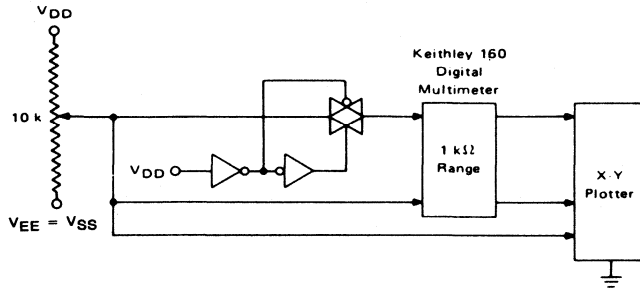 VDD
Keithley 160
Digital
Multimeter
10 k
1 kΩ
Range
VDD
X-Y
Plotter
VEE = VSS